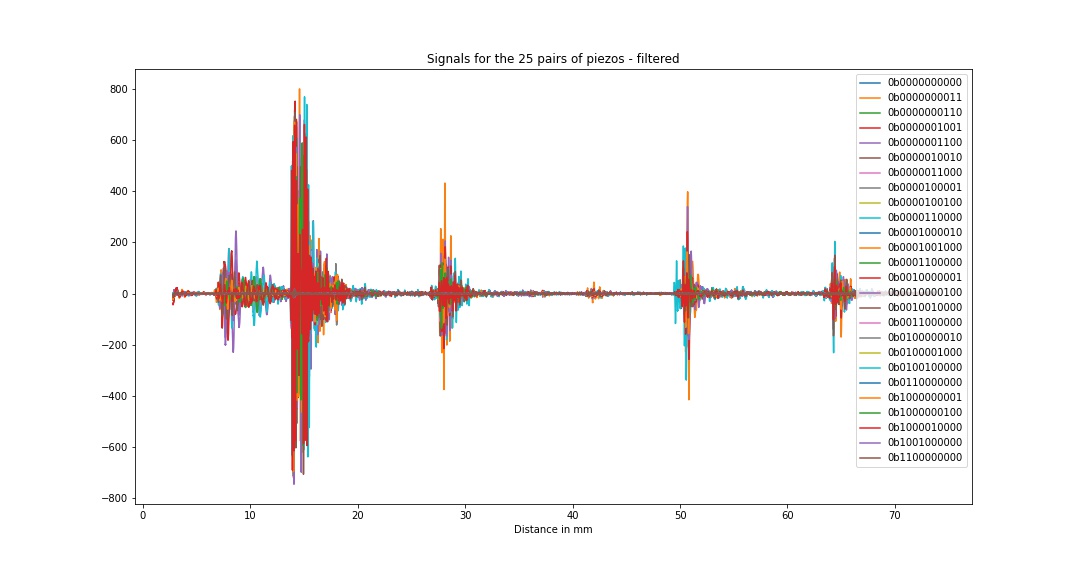 Signals for the 25 pairs of piezos - filtered
800
600
400
200
0
−200
−400
−600
−800
0 10 20 30 40 50 60 70
Distance in mm
0b0000000000
0b0000000011
0b0000000110
0b0000001001
0b0000001100
0b0000010010
0b0000011000
0b0000100001
0b0000100100
0b0000110000
0b0001000010
0b0001001000
0b0001100000
0b0010000001
0b0010000100
0b0010010000
0b0011000000
0b0100000010
0b0100001000
0b0100100000
0b0110000000
0b1000000001
0b1000000100
0b1000010000
0b1001000000
0b1100000000